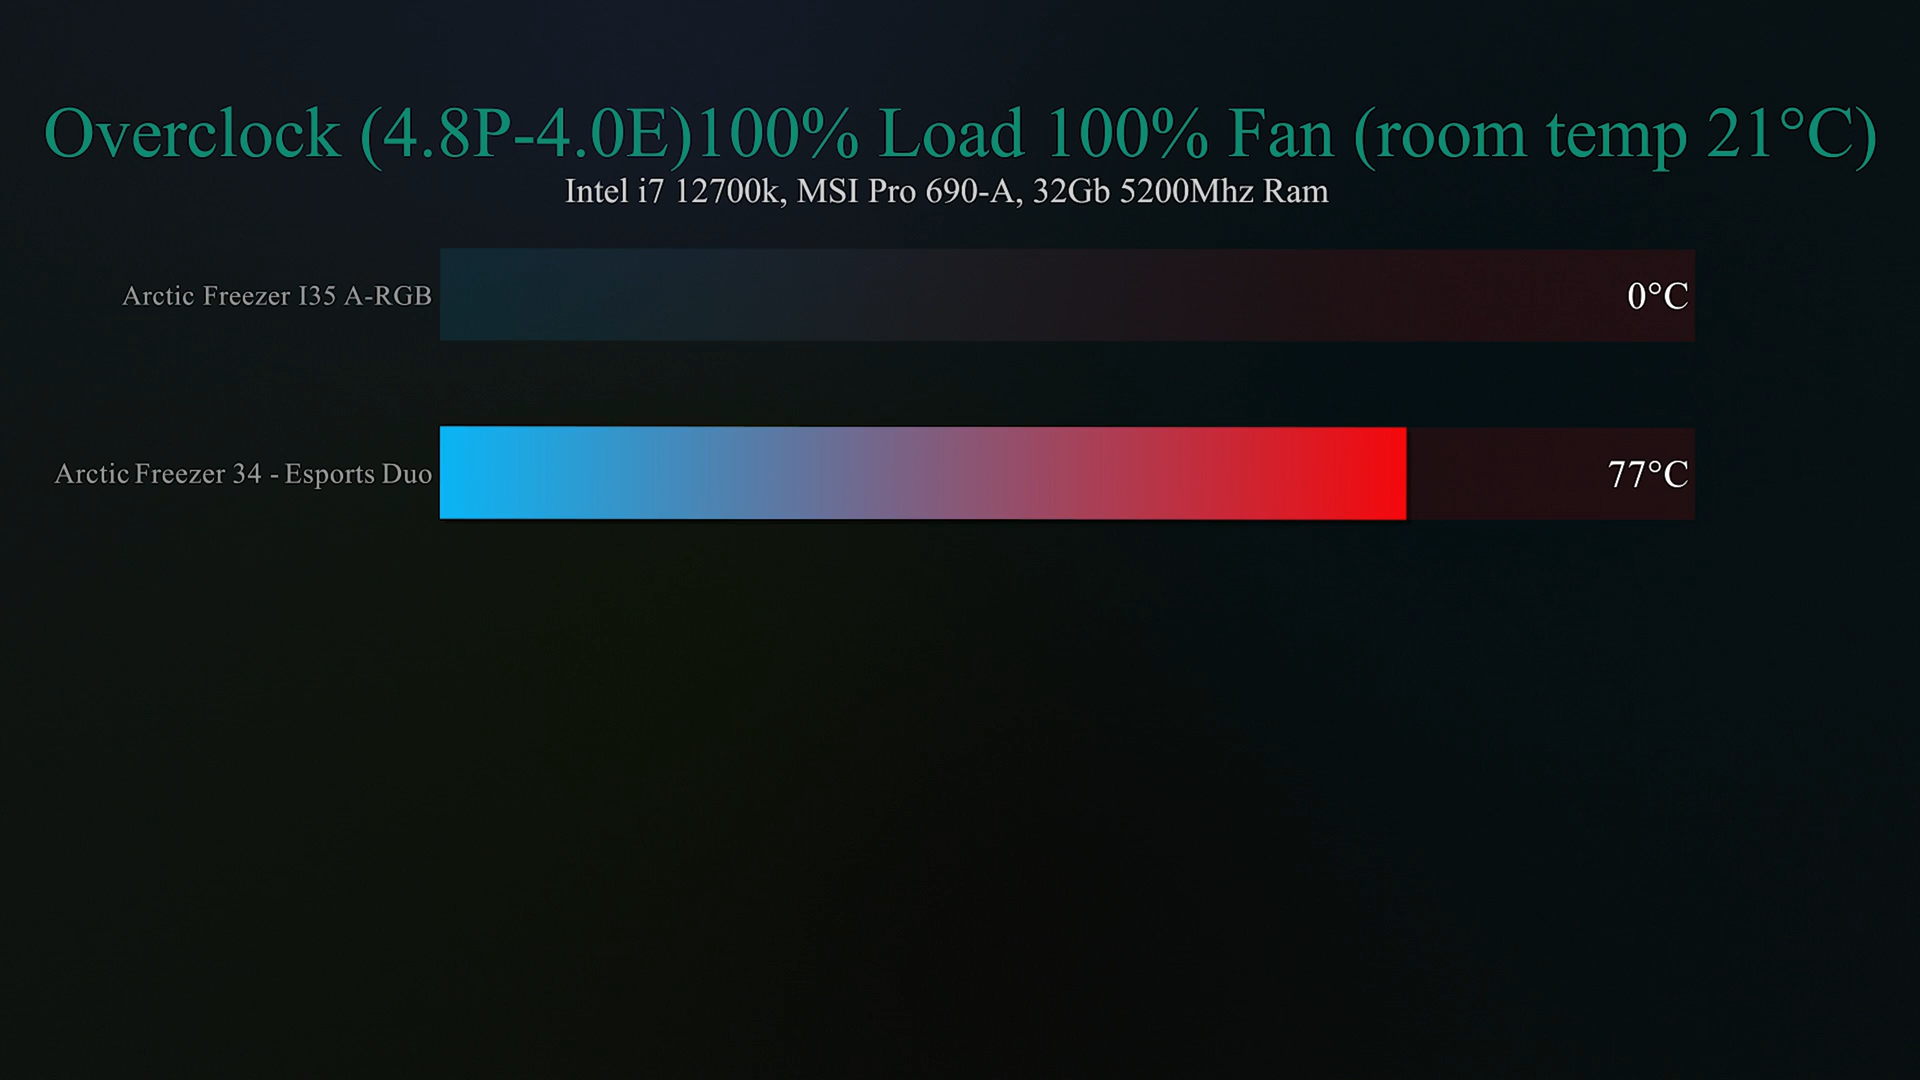 Overclock (4.8P-4.0E)100% Load 100% Fan (room temp 21°C)
Intel i7 12700k, MSI Pro 690-A, 32Gb 5200Mhz Ram
Arctic Freezer I35 A-RGB 0°C
Arctic Freezer 34 - Esports Duo 77°C